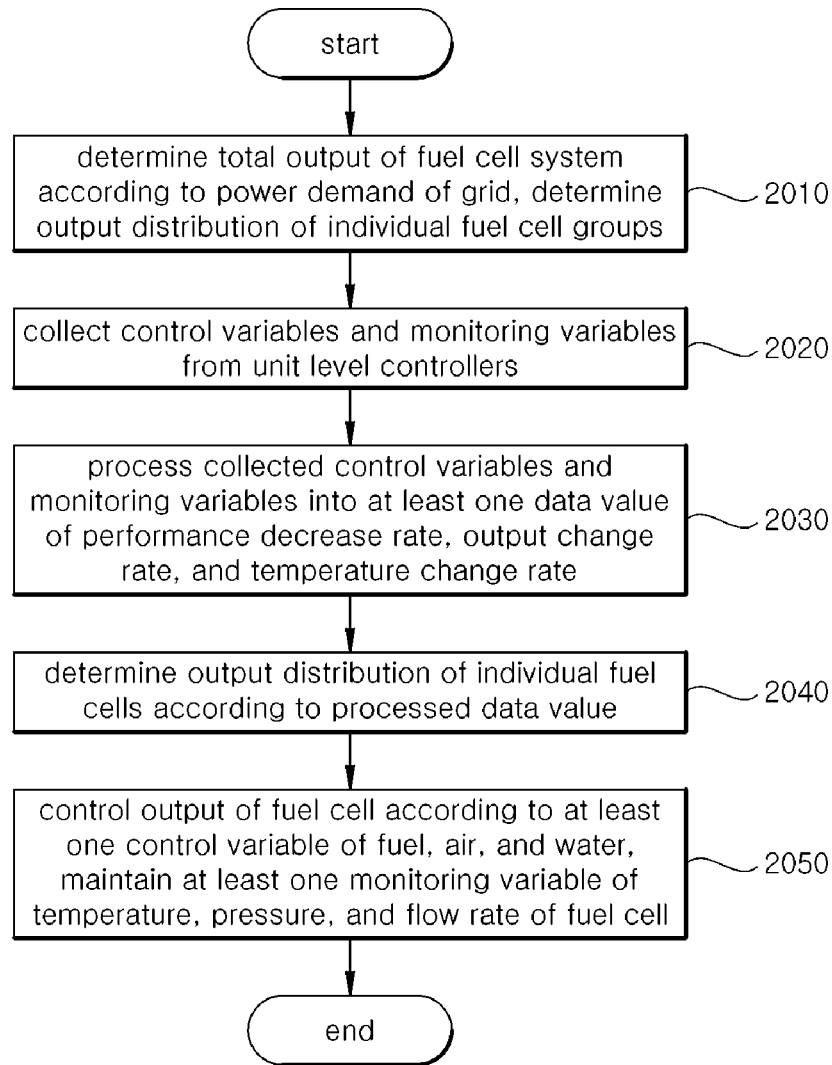 start
determine total output of fuel cell system
according to power demand of grid, determine
output distribution of individual fuel cell groups
2010
collect control variables and monitoring variables
from unit level controllers
2020
process collected control variables and
monitoring variables into at least one data value
of performance decrease rate, output change
rate, and temperature change rate
2030
determine output distribution of individual fuel
cells according to processed data value
2040
control output of fuel cell according to at least
one control variable of fuel, air, and water,
maintain at least one monitoring variable of
temperature, pressure, and flow rate of fuel cell
2050
end